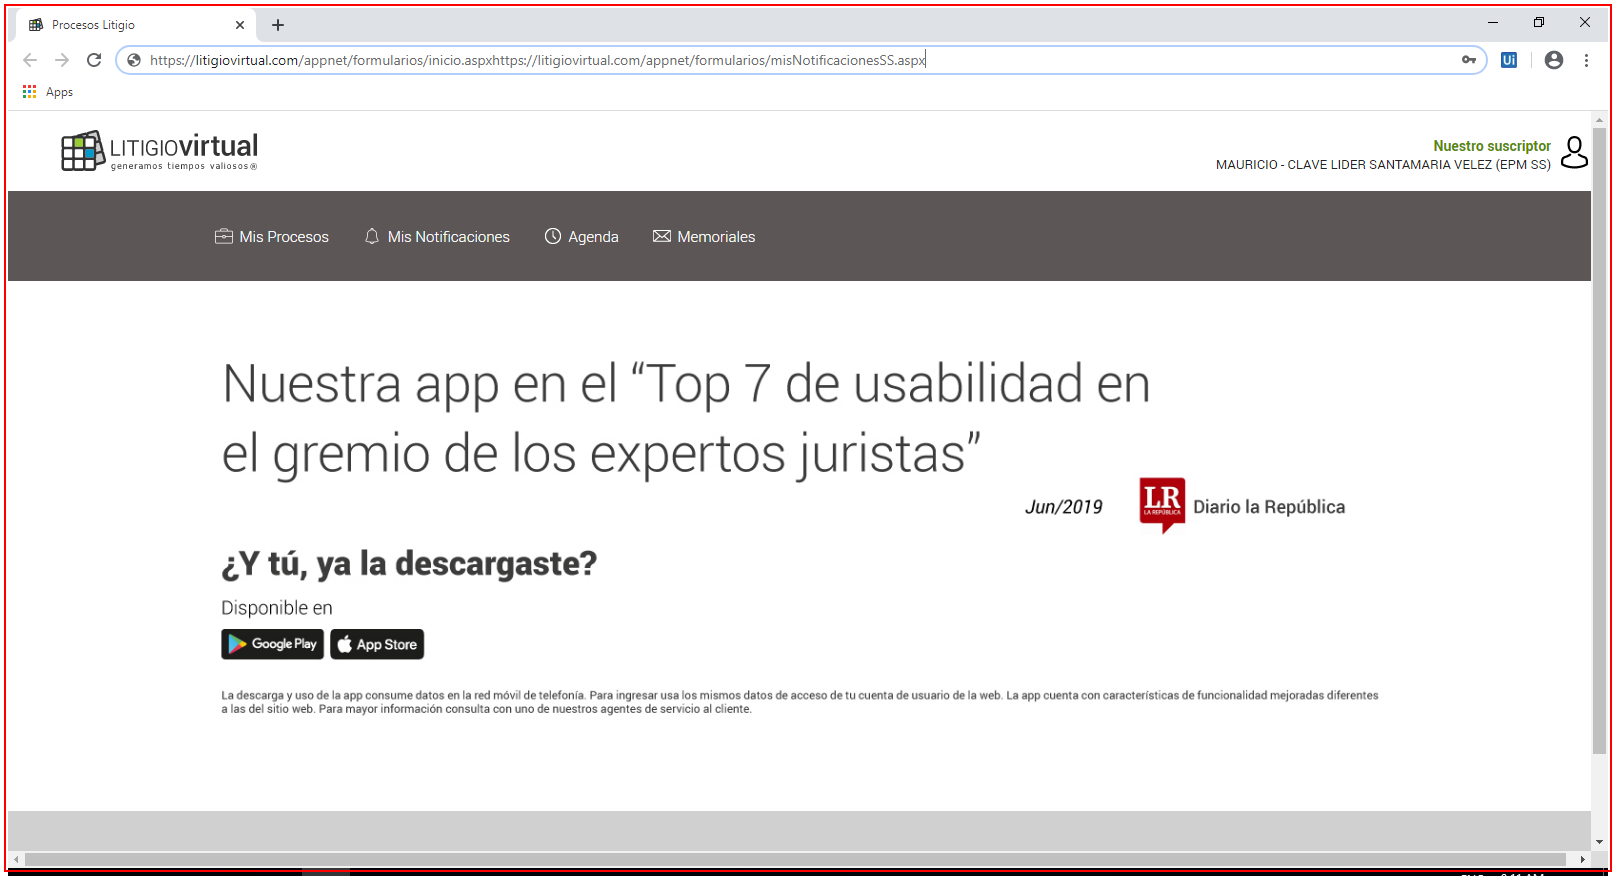 Procesos Litigio
https://litigiovirtual.com/appnet/formularios/inicio.aspxhttps://litigiovirtual.com/appnet/formularios/misNotificacionesSS.aspx
Ui
Apps
LITIGIOvirtual
generamos tiempos valiosos®
Nuestro suscriptor
MAURICIO - CLAVE LIDER SANTAMARIA VELEZ (EPM SS)
Mis Procesos Mis Notificaciones Agenda Memoriales
Nuestra app en el “Top 7 de usabilidad en
el gremio de los expertos juristas”
Jun/2019 LR LA REPÚBLICA Diario la República
¿Y tú, ya la descargaste?
Disponible en
Google Play App Store
La descarga y uso de la app consume datos en la red móvil de telefonía. Para ingresar usa los mismos datos de acceso de tu cuenta de usuario de la web. La app cuenta con características de funcionalidad mejoradas diferentes
a las del sitio web. Para mayor información consulta con uno de nuestros agentes de servicio al cliente.